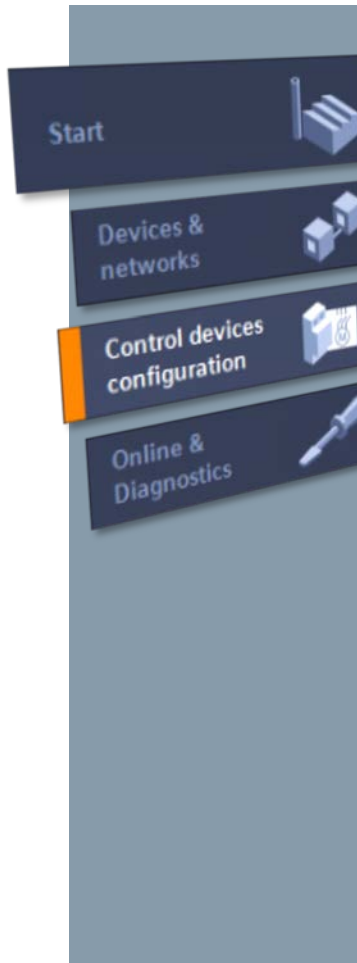 Start
Devices &
networks
Control devices
configuration
Online &
Diagnostics